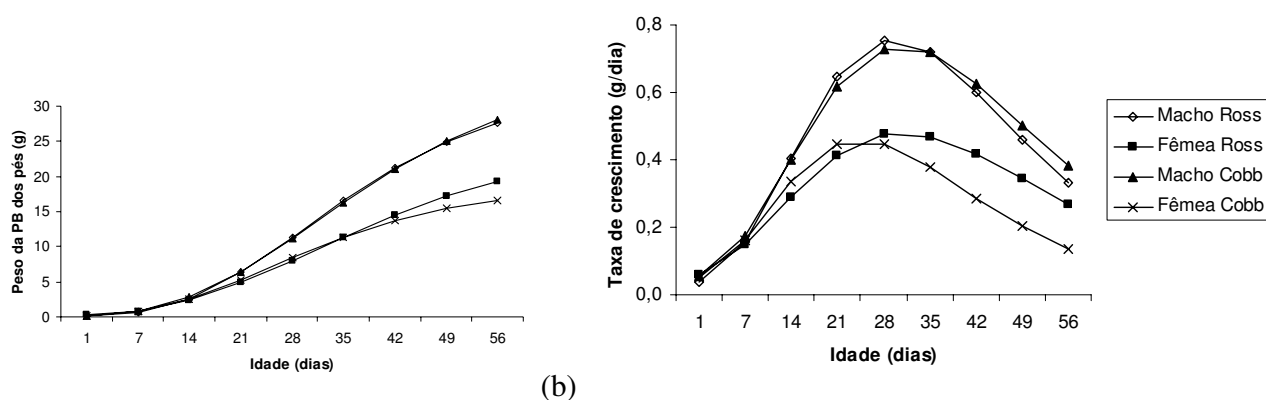 Peso da PB dos pés (g)
30
25
20
15
10
5
0
1 7 14 21 28 35 42 49 56
Idade (dias)
(b)
Taxa de crescimento (g/dia)
0,8
0,6
0,4
0,2
0,0
1 7 14 21 28 35 42 49 56
Idade (dias)
Macho Ross
Fêmea Ross
Macho Cobb
Fêmea Cobb